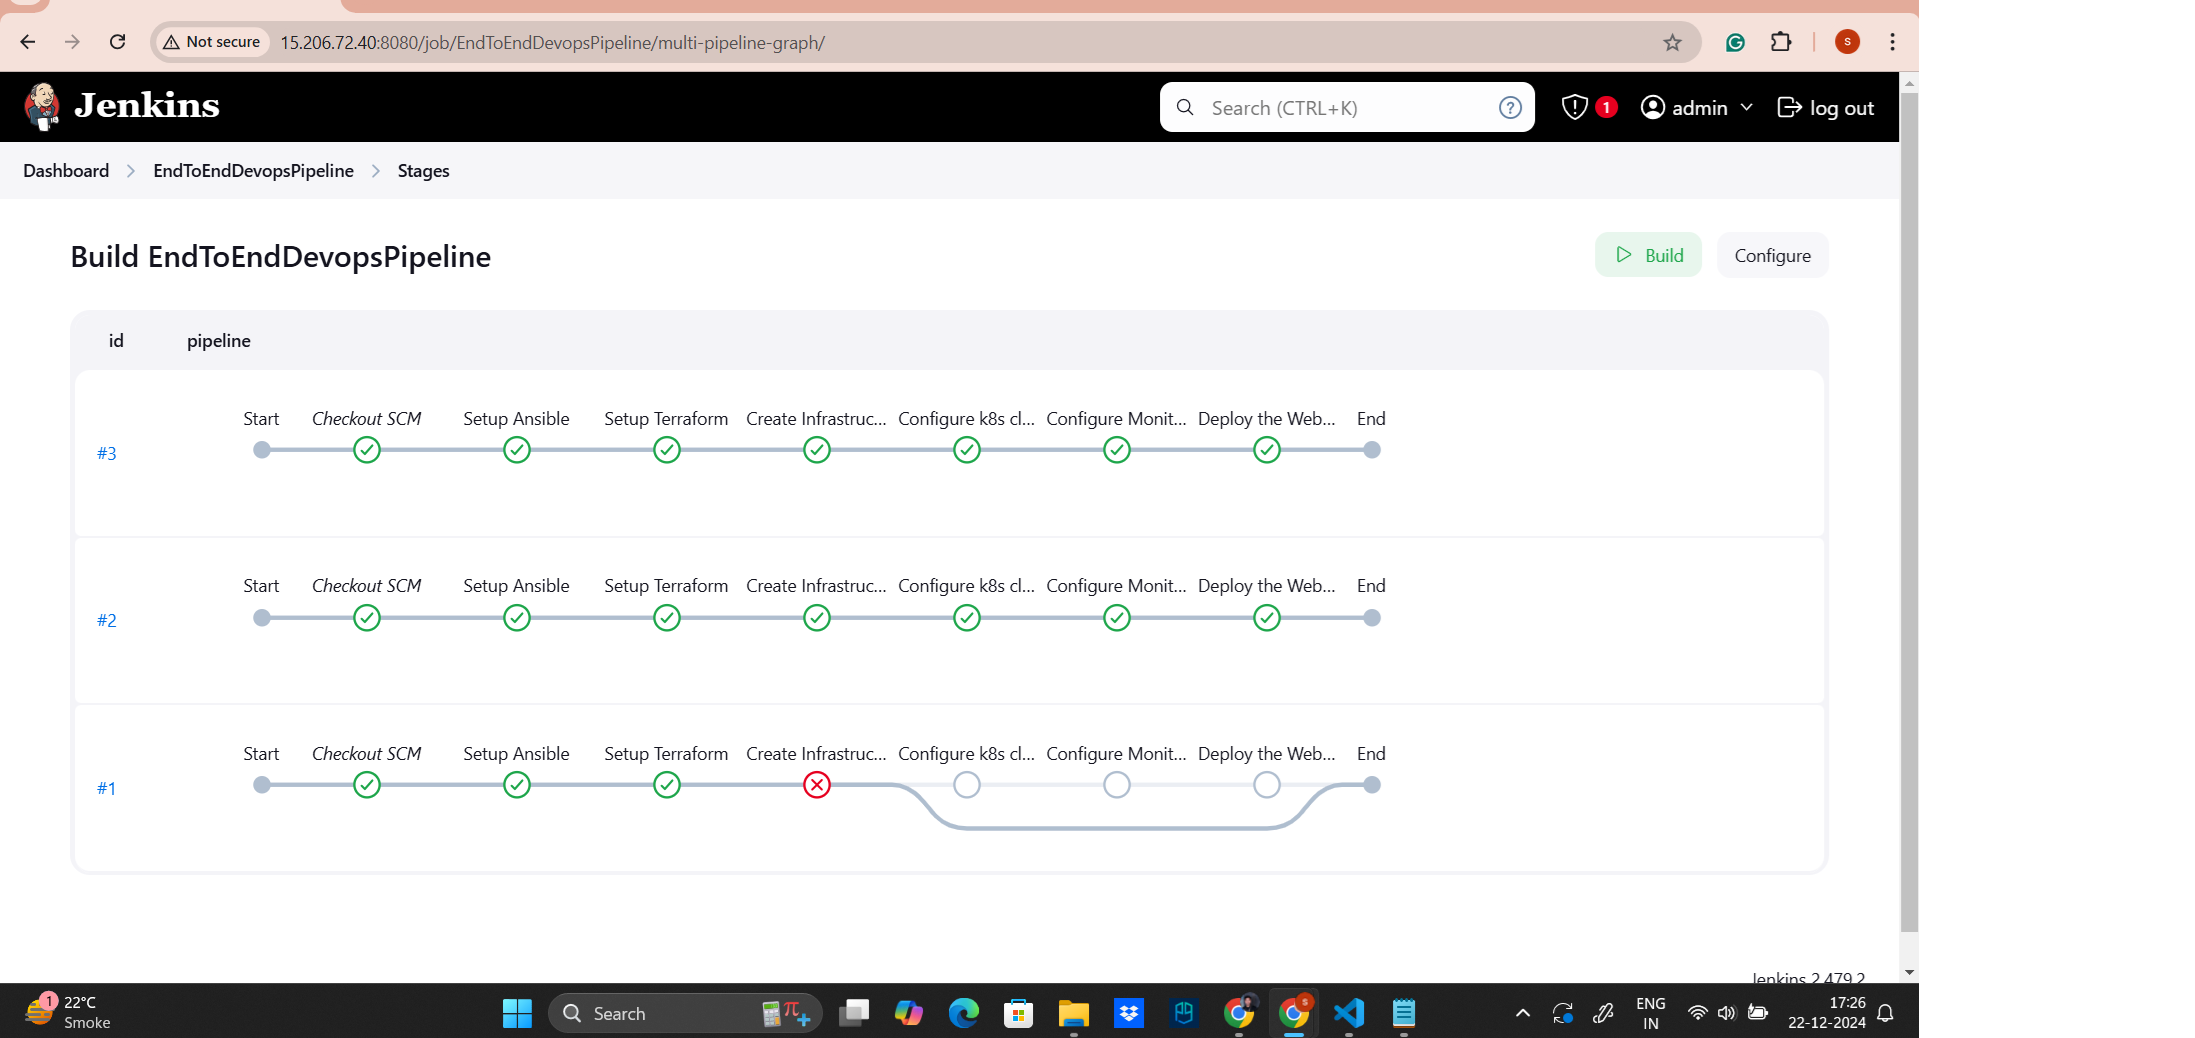 Not secure 15.206.72.40:8080/job/EndToEndDevopsPipeline/multi-pipeline-graph/ S
Jenkins Search (CTRL+K) ? 1 admin log out
Dashboard EndToEndDevopsPipeline Stages
Build EndToEndDevopsPipeline Build Configure
id pipeline
Start Checkout SCM Setup Ansible Setup Terraform Create Infrastruc... Configure k8s cl... Configure Monit... Deploy the Web... End
#3
Start Checkout SCM Setup Ansible Setup Terraform Create Infrastruc... Configure k8s cl... Configure Monit... Deploy the Web... End
#2
Start Checkout SCM Setup Ansible Setup Terraform Create Infrastruc... Configure k8s cl... Configure Monit... Deploy the Web... End
#1
Jenkins 2.479.2
1 22°C
Smoke
Search
S
ENG
IN
17:26
22-12-2024